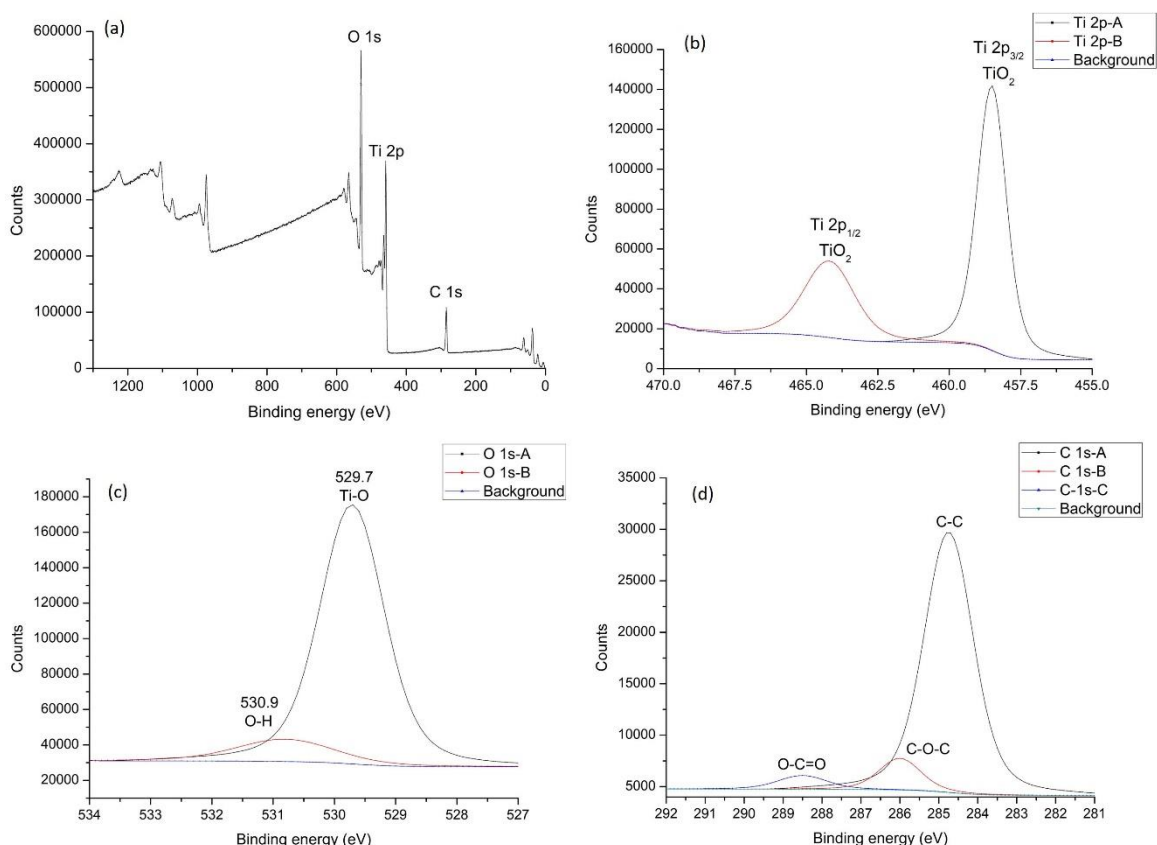 (a)
600000
500000
400000
300000
200000
100000
0
Counts
O 1s
Ti 2p
C 1s
1200 1000 800 600 400 200 0
Binding energy (eV)
(b)
Ti 2p-A
Ti 2p-B
Background
160000
140000
120000
100000
80000
60000
40000
20000
0
Counts
Ti 2p3/2
TiO2
Ti 2p1/2
TiO2
470.0 467.5 465.0 462.5 460.0 457.5 455.0
Binding energy (eV)
(c)
O 1s-A
O 1s-B
Background
180000
160000
140000
120000
100000
80000
60000
40000
20000
Counts
529.7
Ti-O
530.9
O-H
534 533 532 531 530 529 528 527
Binding energy (eV)
(d)
C 1s-A
C 1s-B
C-1s-C
Background
35000
30000
25000
20000
15000
10000
5000
Counts
C-C
C-O-C
O-C=O
292 291 290 289 288 287 286 285 284 283 282 281
Binding energy (eV)